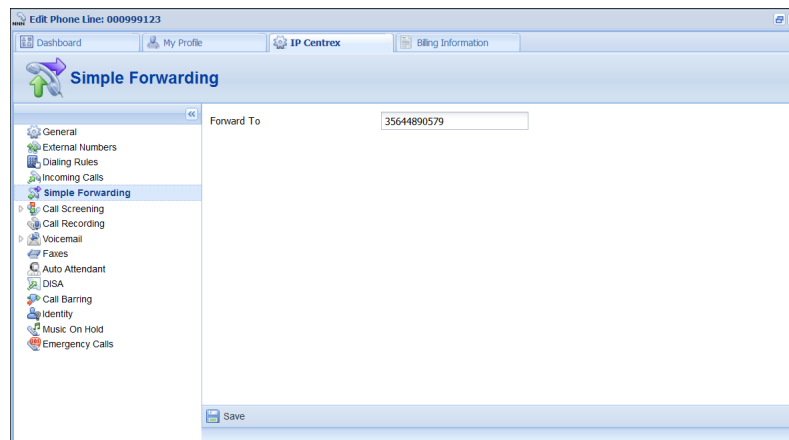 NNN Edit Phone Line: 000999123
Dashboard My Profile IP Centrex Billing Information
Simple Forwarding
Forward To 35644890579
General
External Numbers
Dialing Rules
Incoming Calls
Simple Forwarding
Call Screening
Call Recording
Voicemail
Faxes
Auto Attendant
DISA
Call Barring
Identity
Music On Hold
Emergency Calls
Save